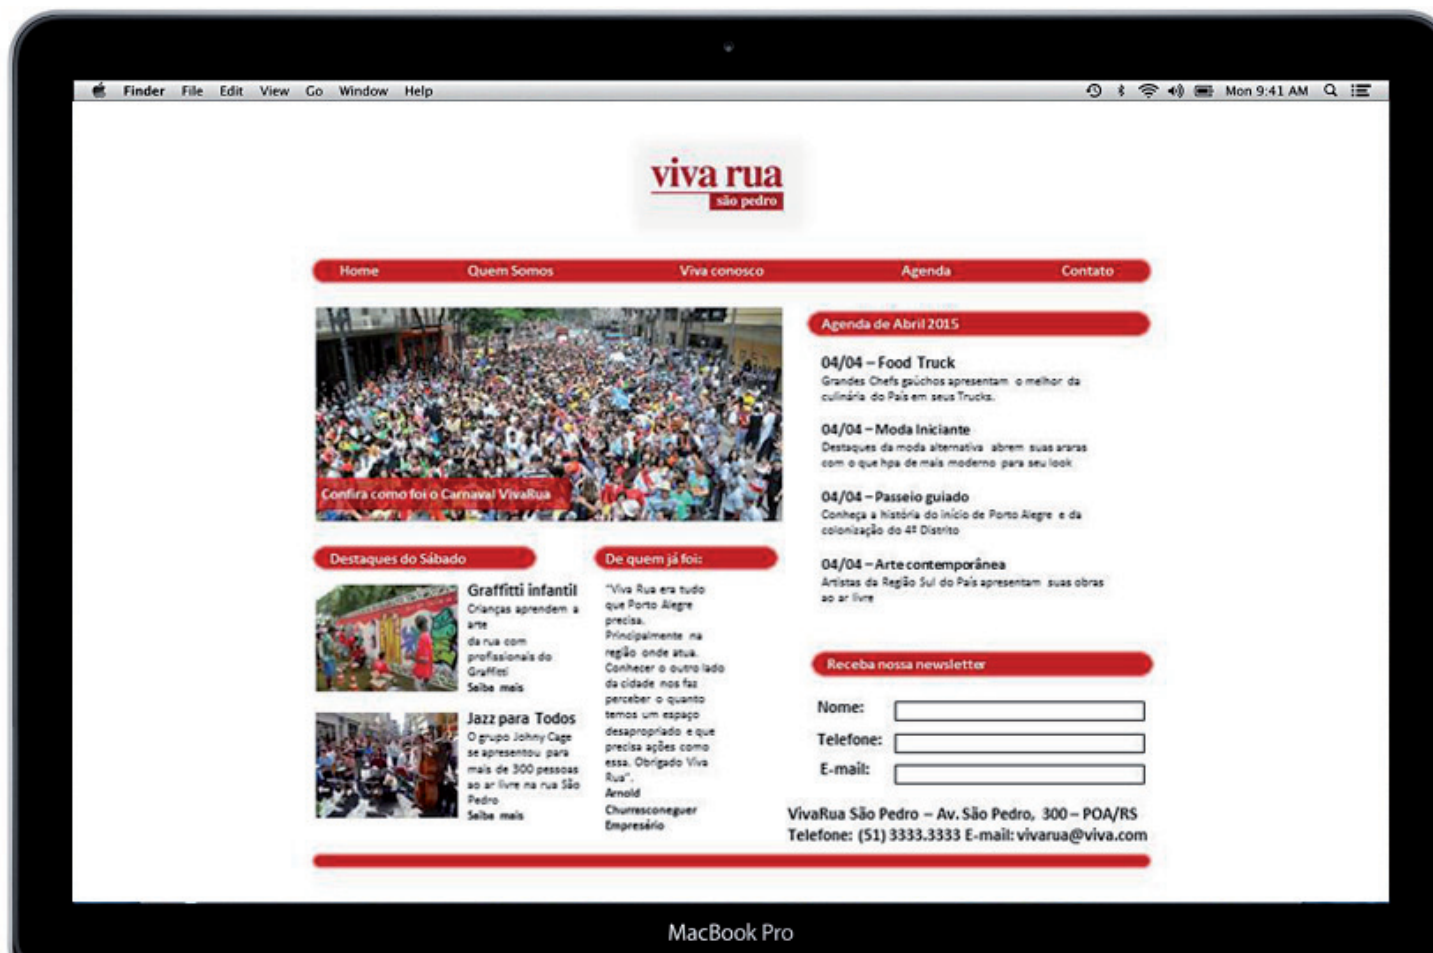 Finder File Edit View Go Window Help Mon 9:41 AM
viva rua
são pedro
Home Quem Somos Viva conosco Agenda Contato
Confira como foi o Carnaval VivaRua
Destaques do Sábado
Graffitti infantil
Crianças aprendem a
arte
da rua com
profissionais do
Graffiti
Saiba mais
Jazz para Todos
O grupo Johny Cage
se apresentou para
mais de 300 pessoas
ao ar livre na rua São
Pedro
Saiba mais
De quem já foi:
"Viva Rua era tudo
que Porto Alegre
precisa.
Principalmente na
região onde atua.
Conhecer o outro lado
da cidade nos faz
perceber o quanto
temos um espaço
desapropriado e que
precisa ações como
essa. Obrigado Viva
Rua".
Arnold
Churrasconeguer
Empresério
Agenda de Abril 2015
04/04 – Food Truck
Grandes Chefs gaúchos apresentam o melhor da
culinária do País em seus Trucks.
04/04 – Moda Iniciante
Destaques da moda alternativa abrem suas araras
com o que hpa de mais moderno para seu look
04/04 – Passeio guiado
Conheça a história do início de Porto Alegre e da
colonização do 4º Distrito
04/04 – Arte contemporânea
Artistas da Região Sul do País apresentam suas obras
ao ar livre
Receba nossa newsletter
Nome:
Telefone:
E-mail:
VivaRua São Pedro – Av. São Pedro, 300 – POA/RS
Telefone: (51) 3333.3333 E-mail: vivarua@viva.com
MacBook Pro